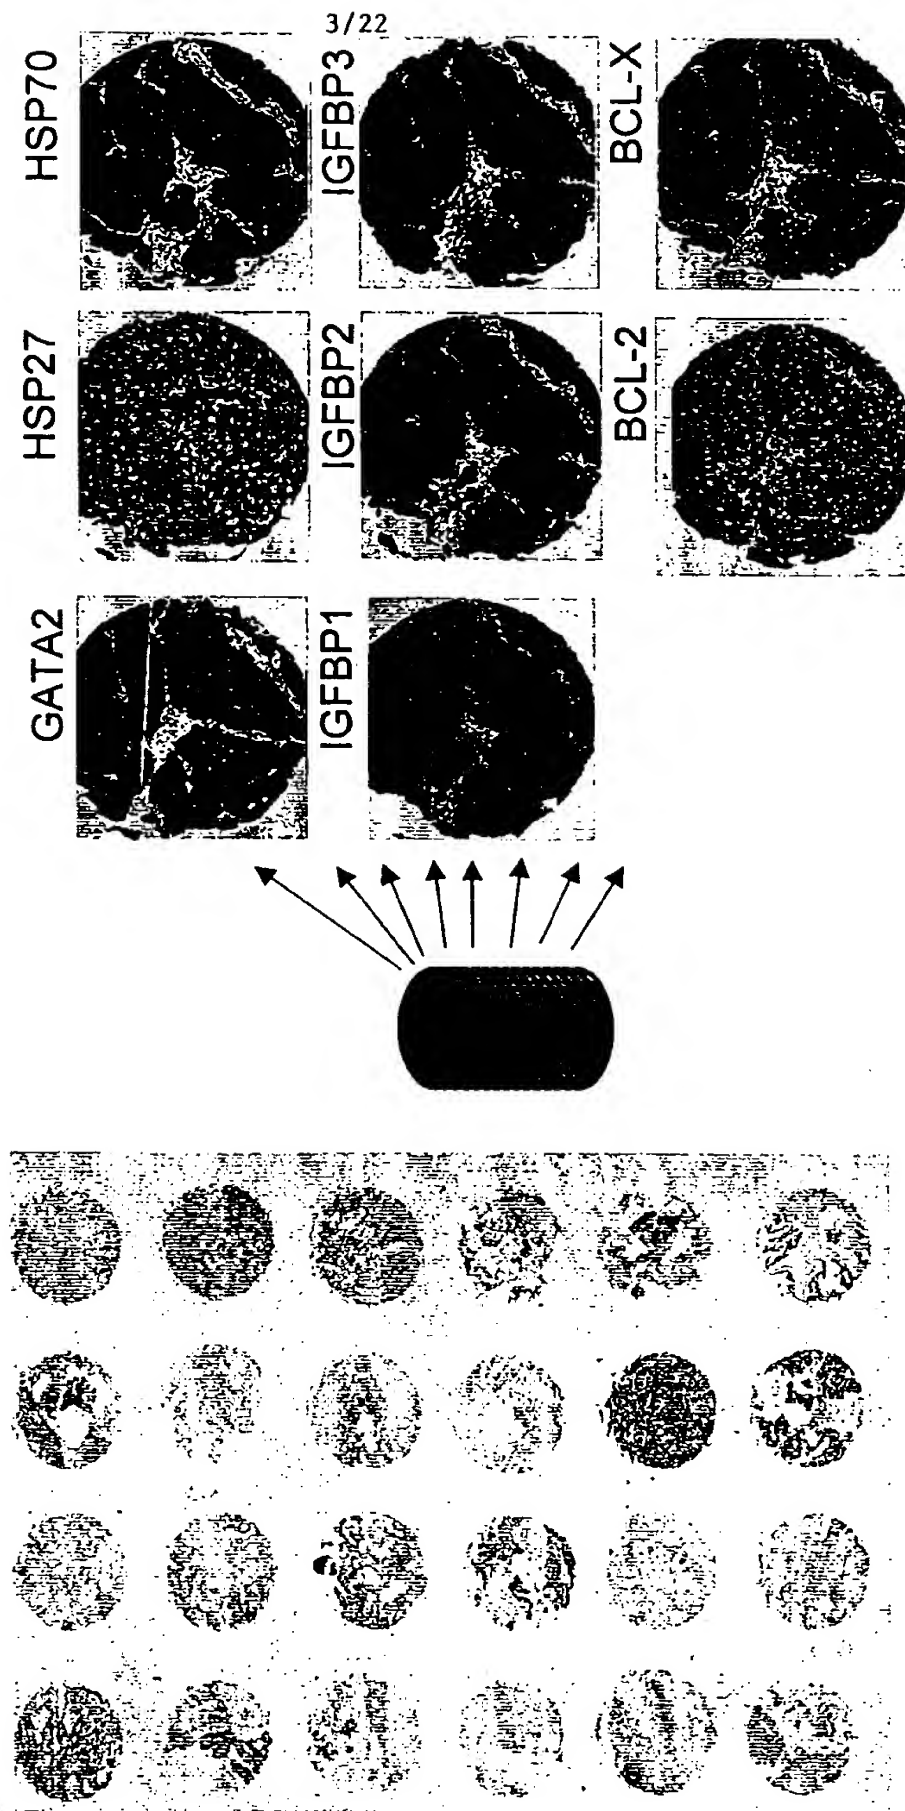 3/22
GATA2
HSP27
HSP70
IGFBP1
IGFBP2
IGFBP3
BCL-2
BCL-X